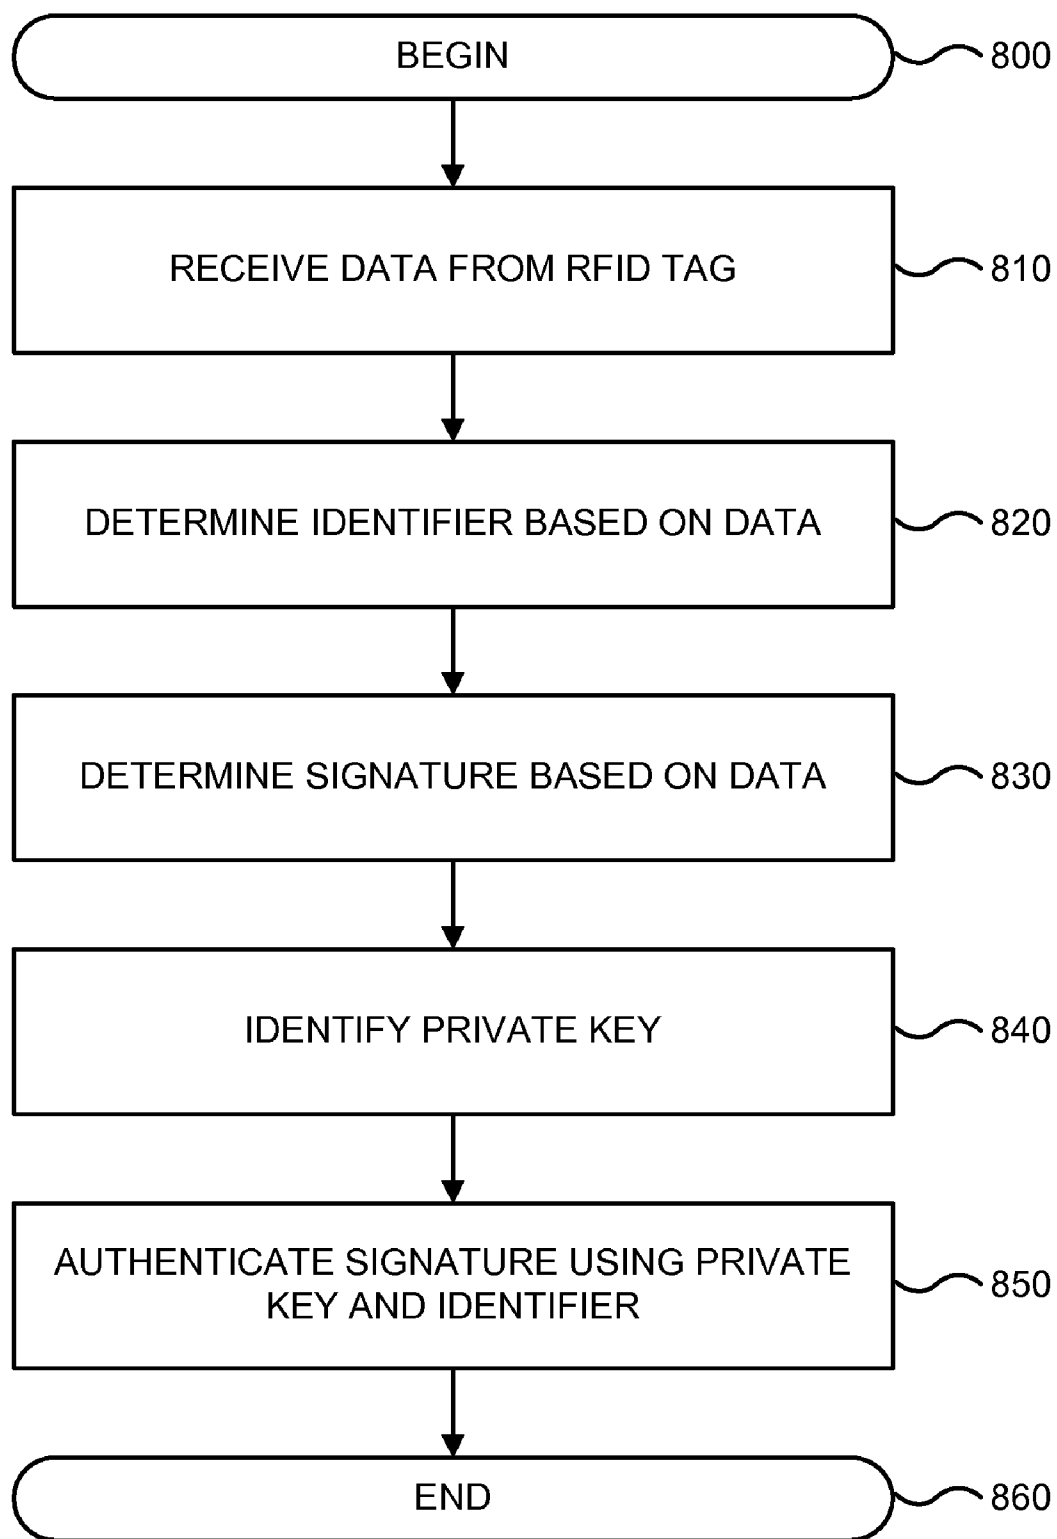 BEGIN
800
RECEIVE DATA FROM RFID TAG
810
DETERMINE IDENTIFIER BASED ON DATA
820
DETERMINE SIGNATURE BASED ON DATA
830
IDENTIFY PRIVATE KEY
840
AUTHENTICATE SIGNATURE USING PRIVATE
KEY AND IDENTIFIER
850
END
860